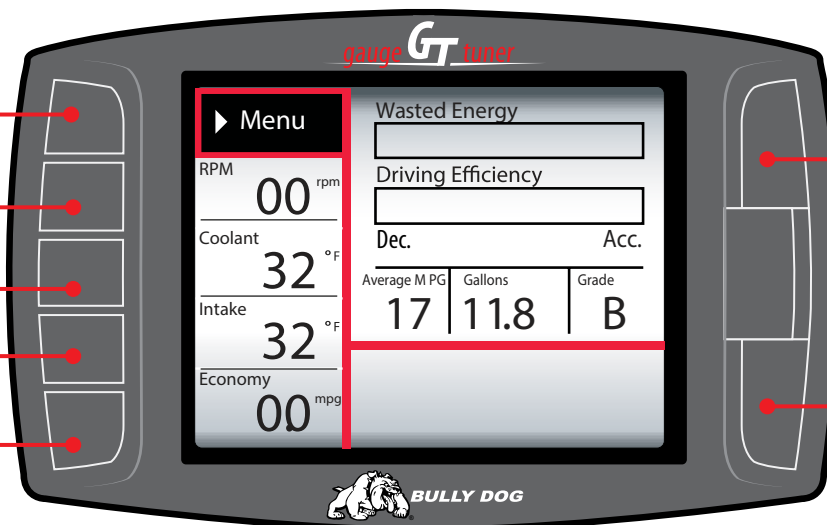 gauge GT tuner
Menu
RPM
00 rpm
Coolant
32 °F
Intake
32 °F
Economy
0.0 mpg
Wasted Energy
Driving Efficiency
Dec. Acc.
Average M PG Gallons Grade
17 11.8 B
BULLY DOG